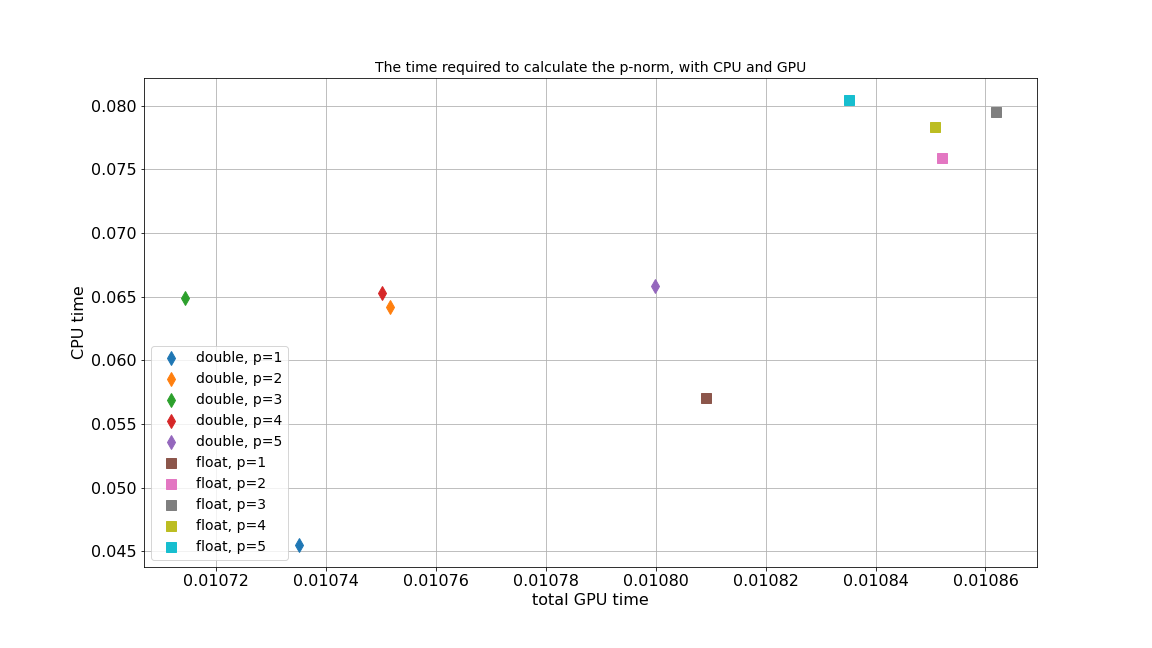 The time required to calculate the p-norm, with CPU and GPU
0.080
0.075
0.070
0.065
0.060
0.055
0.050
0.045
CPU time
double, p=1
double, p=2
double, p=3
double, p=4
double, p=5
float, p=1
float, p=2
float, p=3
float, p=4
float, p=5
0.01072 0.01074 0.01076 0.01078 0.01080 0.01082 0.01084 0.01086
total GPU time